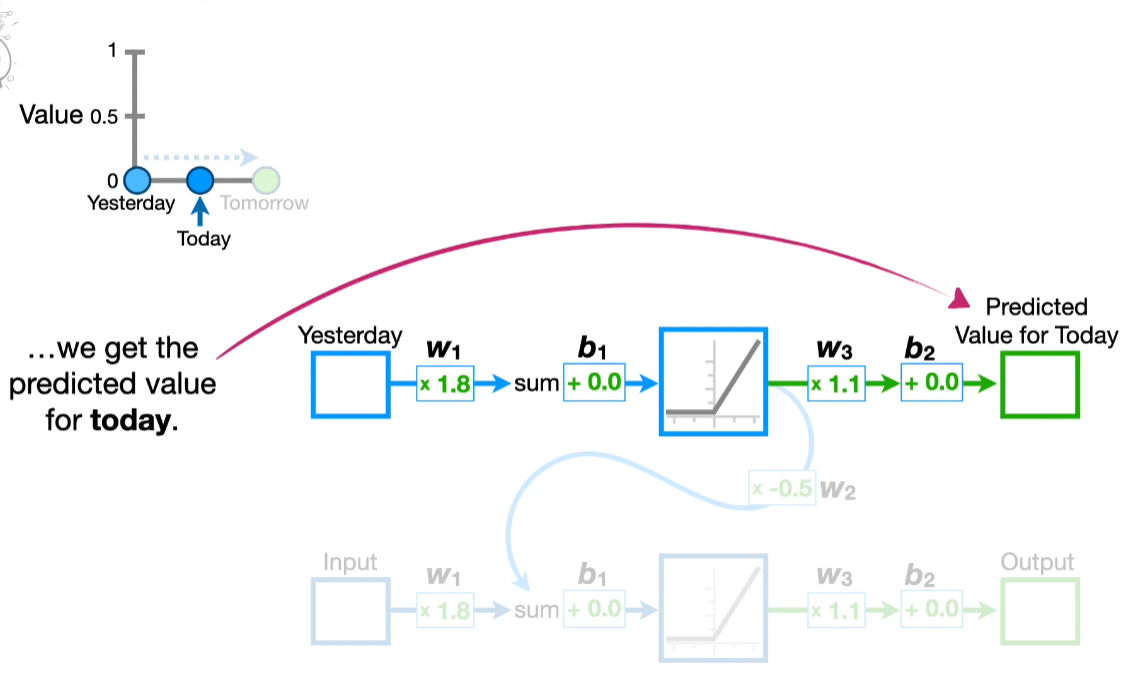 1
Value 0.5
0
Yesterday
Tomorrow
Today
Predicted
Value for Today
Yesterday
w1
b1
w3
b2
…we get the
predicted value
for today.
x 1.8
sum
+ 0.0
x 1.1
+ 0.0
x -0.5
w2
Input
w1
b1
w3
b2
Output
x 1.8
sum
+ 0.0
x 1.1
+ 0.0